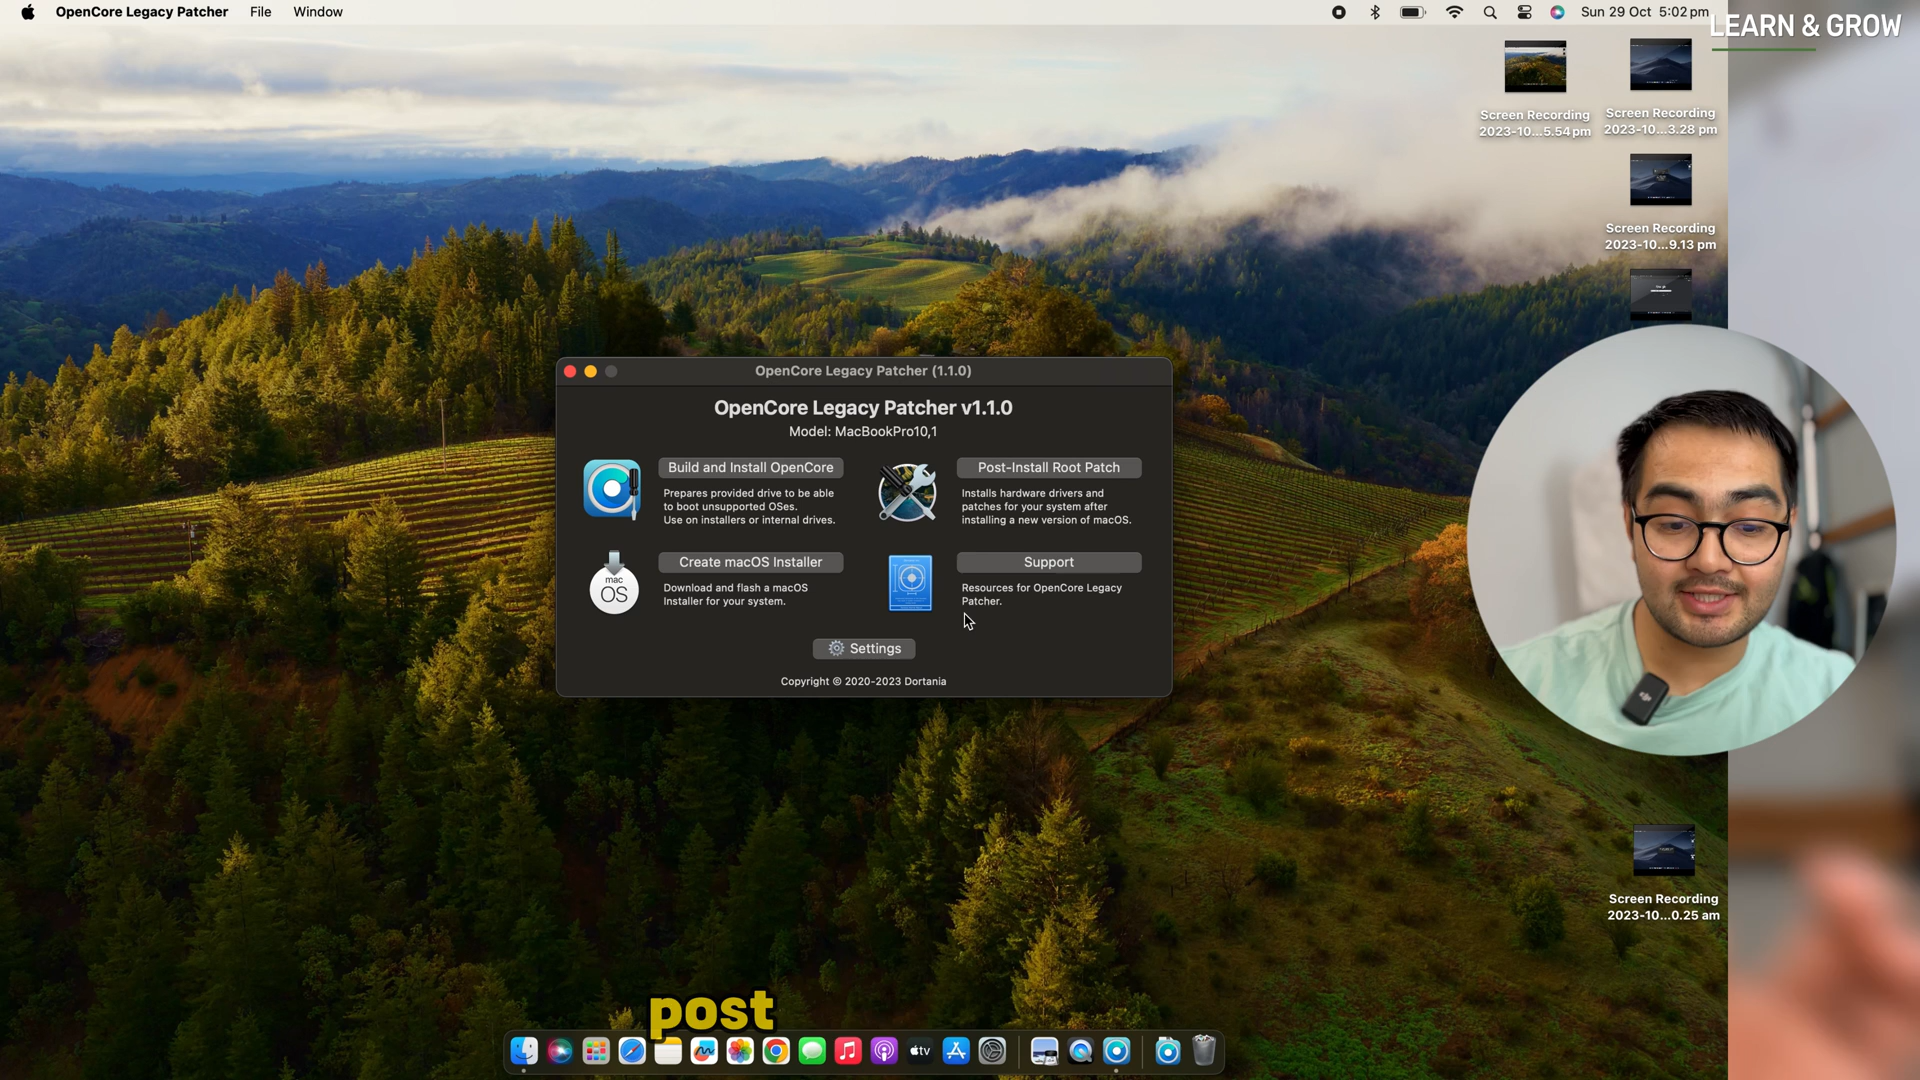 OpenCore Legacy Patcher File Window
Sun 29 Oct 5:02 pm
LEARN & GROW
Screen Recording
2023-10...5.54 pm
Screen Recording
2023-10...3.28 pm
Screen Recording
2023-10...9.13 pm
OpenCore Legacy Patcher (1.1.0)
OpenCore Legacy Patcher v1.1.0
Model: MacBookPro10,1
Build and Install OpenCore
Prepares provided drive to be able
to boot unsupported OSes.
Use on installers or internal drives.
Post-Install Root Patch
Installs hardware drivers and
patches for your system after
installing a new version of macOS.
mac
OS
Create macOS Installer
Download and flash a macOS
Installer for your system.
Support
Resources for OpenCore Legacy
Patcher.
Settings
Copyright © 2020-2023 Dortania
Screen Recording
2023-10...0.25 am
post
tv